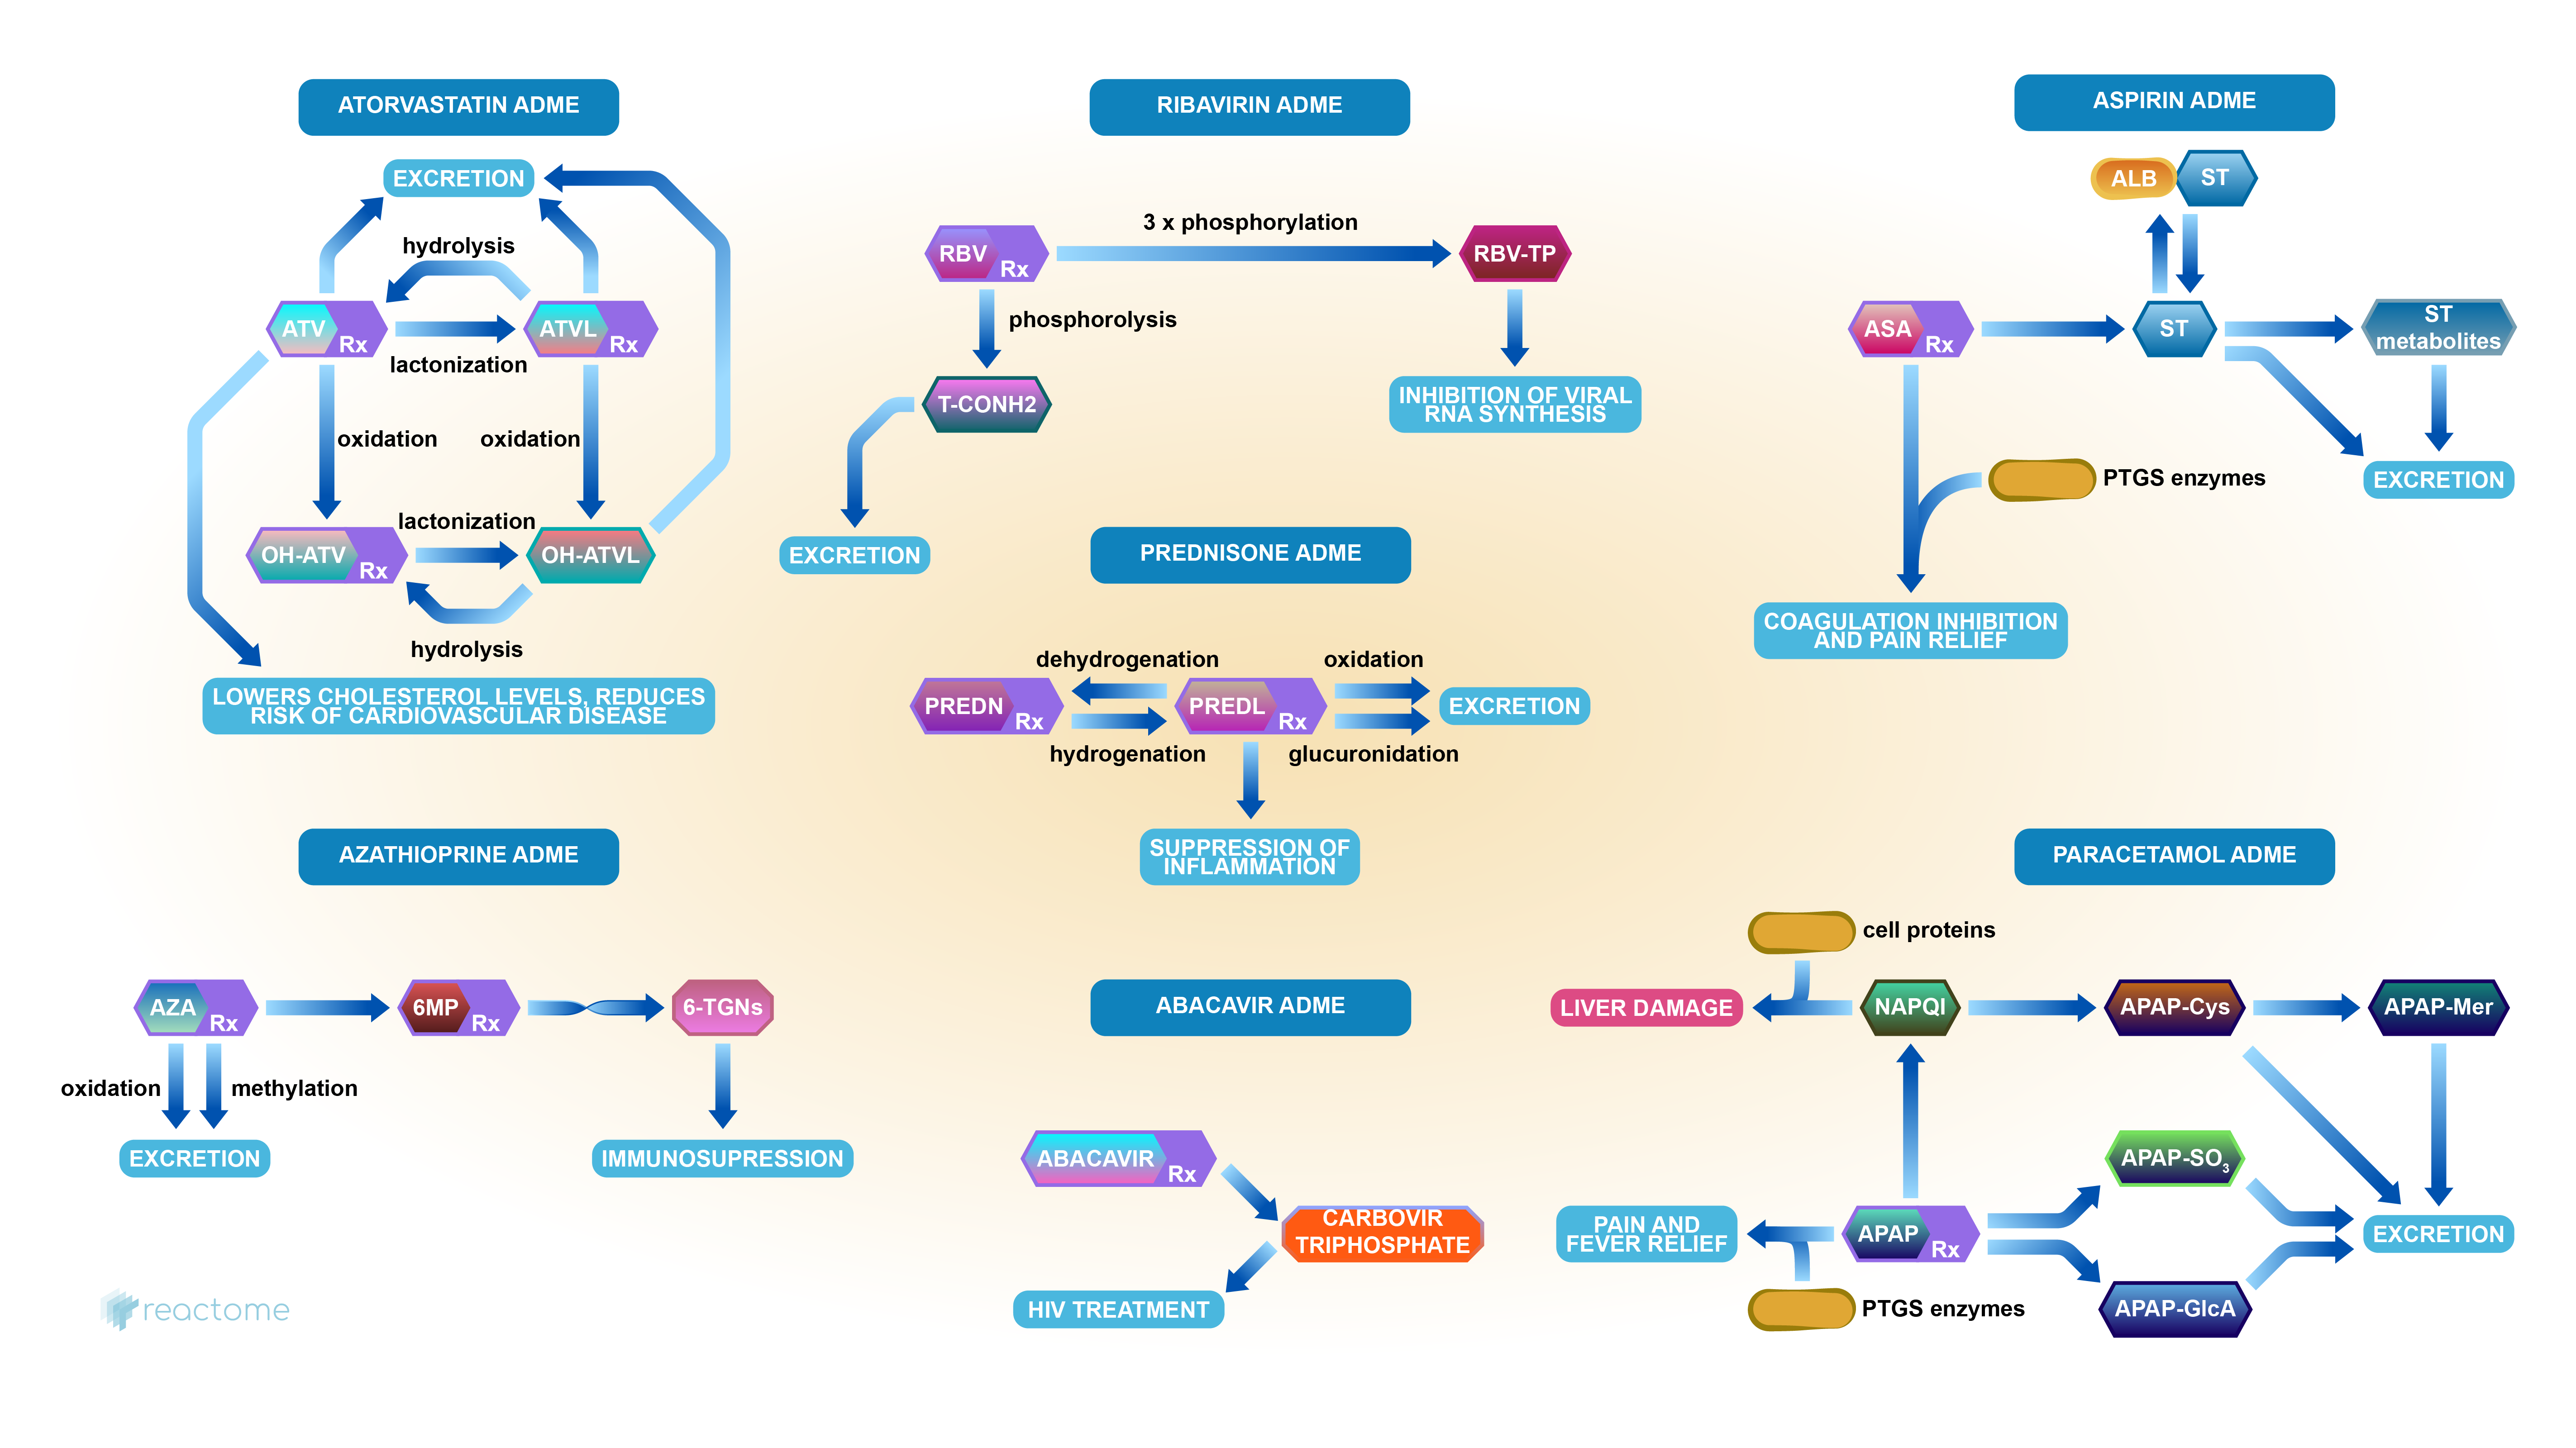 ATORVASTATIN ADME
EXCRETION
hydrolysis
ATV
Rx
ATVL
Rx
lactonization
oxidation
oxidation
lactonization
OH-ATV
Rx
OH-ATVL
hydrolysis
LOWERS CHOLESTEROL LEVELS, REDUCES
RISK OF CARDIOVASCULAR DISEASE
RIBAVIRIN ADME
3 x phosphorylation
RBV
Rx
RBV-TP
phosphorolysis
T-CONH2
INHIBITION OF VIRAL
RNA SYNTHESIS
EXCRETION
ASPIRIN ADME
ALB
ST
ASA
Rx
ST
ST
metabolites
PTGS enzymes
EXCRETION
COAGULATION INHIBITION
AND PAIN RELIEF
PREDNISONE ADME
dehydrogenation
oxidation
PREDN
Rx
PREDL
Rx
EXCRETION
hydrogenation
glucuronidation
SUPPRESSION OF
INFLAMMATION
AZATHIOPRINE ADME
AZA
Rx
6MP
Rx
6-TGNs
oxidation
methylation
EXCRETION
IMMUNOSUPRESSION
ABACAVIR ADME
ABACAVIR
Rx
CARBOVIR
TRIPHOSPHATE
HIV TREATMENT
PARACETAMOL ADME
cell proteins
LIVER DAMAGE
NAPQI
APAP-Cys
APAP-Mer
APAP-SO3
PAIN AND
FEVER RELIEF
APAP
Rx
EXCRETION
PTGS enzymes
APAP-GlcA
reactome